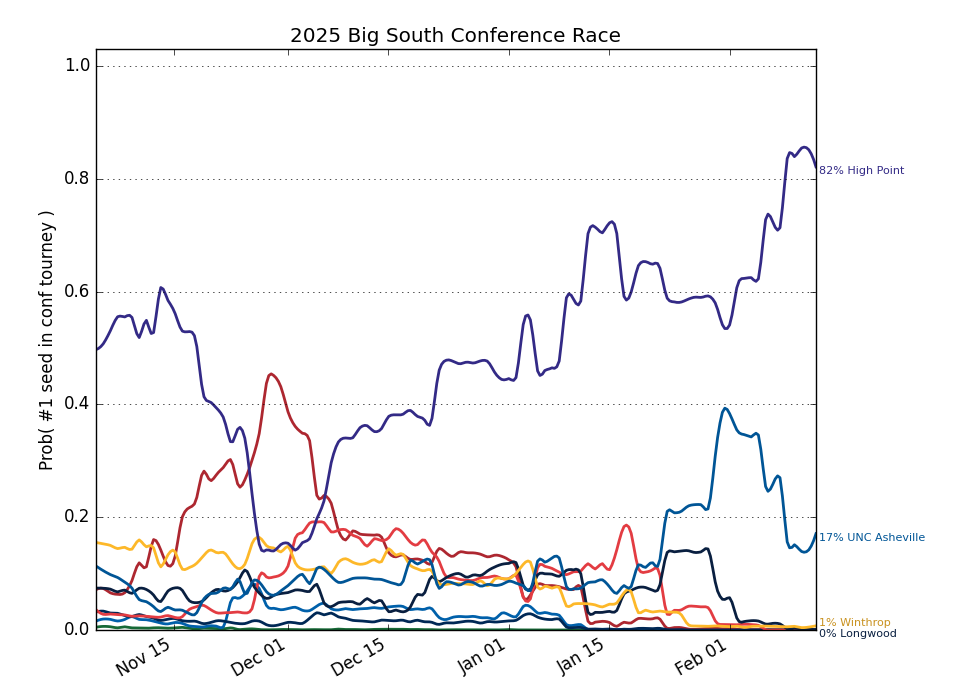 2025 Big South Conference Race
Prob( #1 seed in conf tourney )
1.0
0.8
0.6
0.4
0.2
0.0
82% High Point
17% UNC Asheville
1% Winthrop
0% Longwood
Nov 15
Dec 01
Dec 15
Jan 01
Jan 15
Feb 01